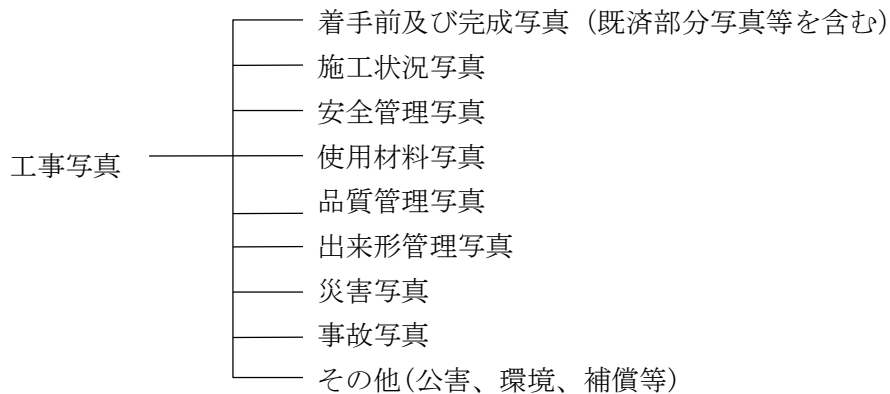 着手前及び完成写真（既済部分写真等を含む）
施工状況写真
安全管理写真
工事写真
使用材料写真
品質管理写真
出来形管理写真
災害写真
事故写真
その他(公害、環境、補償等)